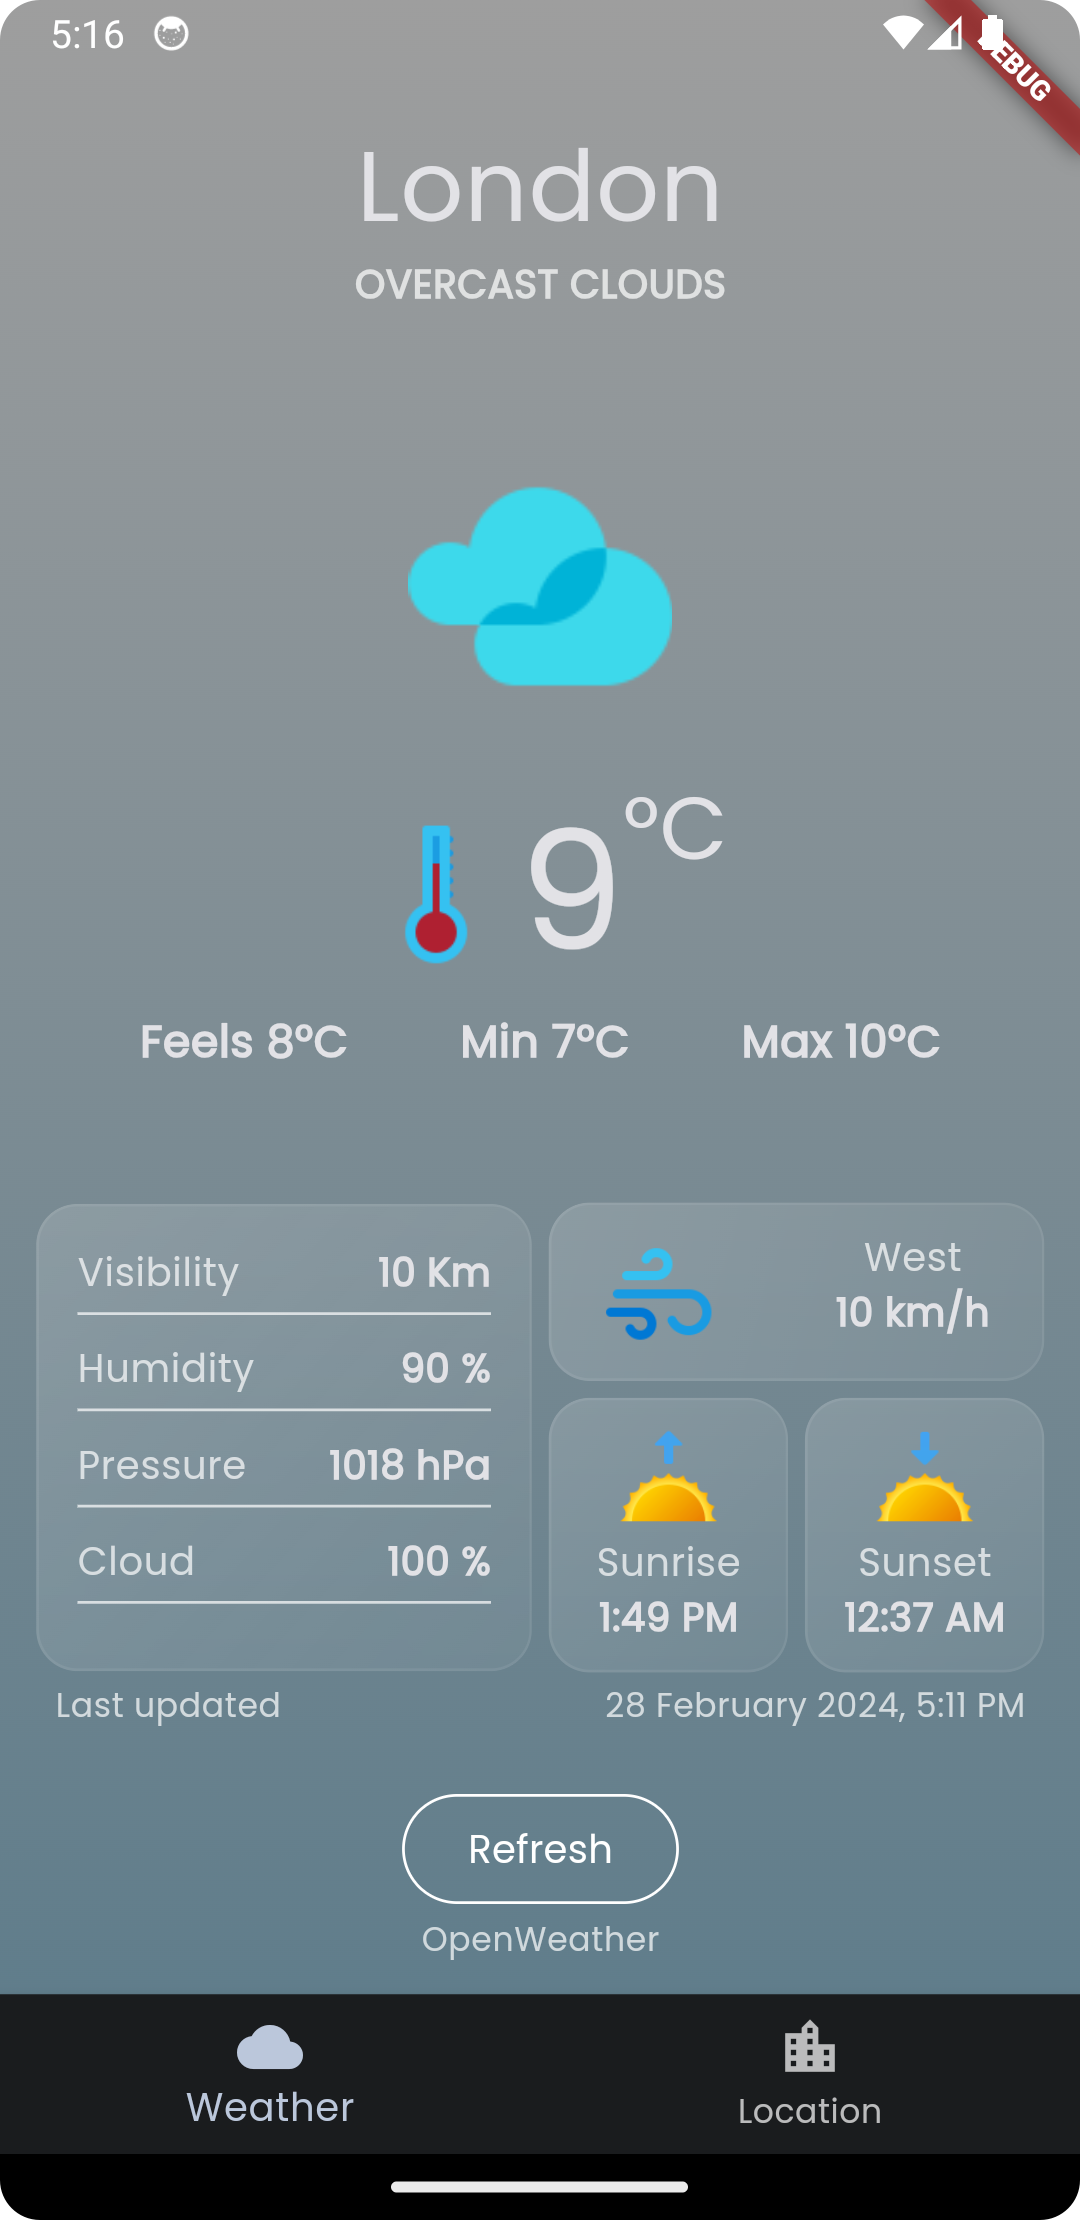 5:16
DEBUG
London
OVERCAST CLOUDS
9°C
Feels 8°C Min 7°C Max 10°C
Visibility 10 Km
Humidity 90 %
Pressure 1018 hPa
Cloud 100 %
West
10 km/h
Sunrise
1:49 PM
Sunset
12:37 AM
Last updated 28 February 2024, 5:11 PM
Refresh
OpenWeather
Weather Location